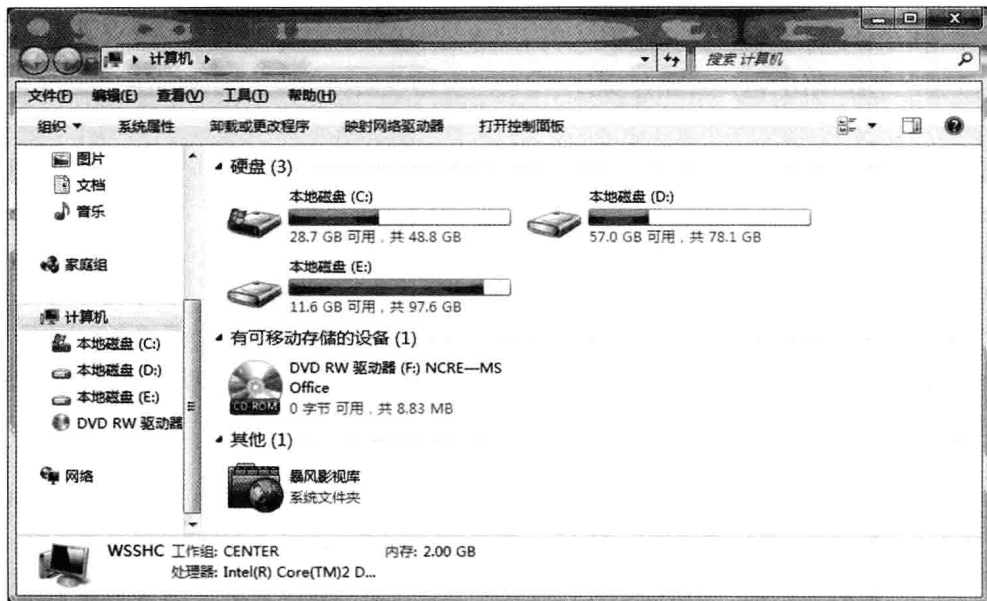 计算机
搜索 计算机
文件(F) 编辑(E) 查看(V) 工具(T) 帮助(H)
组织 系统属性 卸载或更改程序 映射网络驱动器 打开控制面板
图片
文档
音乐
家庭组
计算机
本地磁盘 (C:)
本地磁盘 (D:)
本地磁盘 (E:)
DVD RW 驱动器
网络
硬盘 (3)
本地磁盘 (C:)
28.7 GB 可用，共 48.8 GB
本地磁盘 (D:)
57.0 GB 可用，共 78.1 GB
本地磁盘 (E:)
11.6 GB 可用，共 97.6 GB
有可移动存储的设备 (1)
CD-ROM
DVD RW 驱动器 (F:) NCRE—MS
Office
0 字节 可用，共 8.83 MB
其他 (1)
暴风影视库
系统文件夹
WSSHC 工作组: CENTER 内存: 2.00 GB
处理器: Intel(R) Core(TM)2 D...